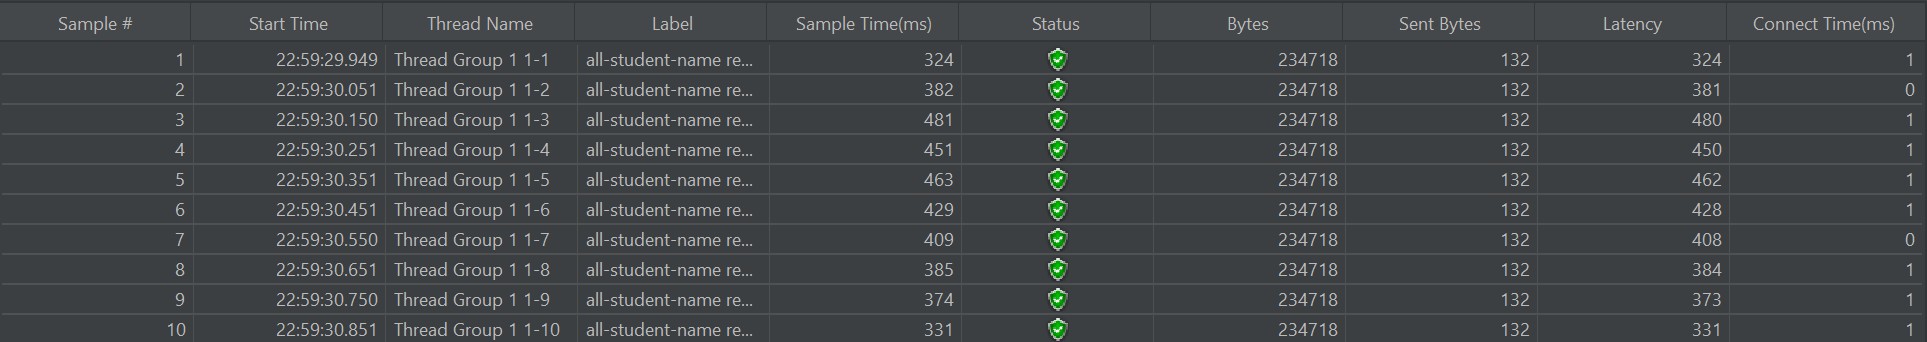 Sample # Start Time Thread Name Label Sample Time(ms) Status Bytes Sent Bytes Latency Connect Time(ms)
1 22:59:29.949 Thread Group 1 1-1 all-student-name re... 324 234718 132 324 1
2 22:59:30.051 Thread Group 1 1-2 all-student-name re... 382 234718 132 381 0
3 22:59:30.150 Thread Group 1 1-3 all-student-name re... 481 234718 132 480 1
4 22:59:30.251 Thread Group 1 1-4 all-student-name re... 451 234718 132 450 1
5 22:59:30.351 Thread Group 1 1-5 all-student-name re... 463 234718 132 462 1
6 22:59:30.451 Thread Group 1 1-6 all-student-name re... 429 234718 132 428 1
7 22:59:30.550 Thread Group 1 1-7 all-student-name re... 409 234718 132 408 0
8 22:59:30.651 Thread Group 1 1-8 all-student-name re... 385 234718 132 384 1
9 22:59:30.750 Thread Group 1 1-9 all-student-name re... 374 234718 132 373 1
10 22:59:30.851 Thread Group 1 1-10 all-student-name re... 331 234718 132 331 1